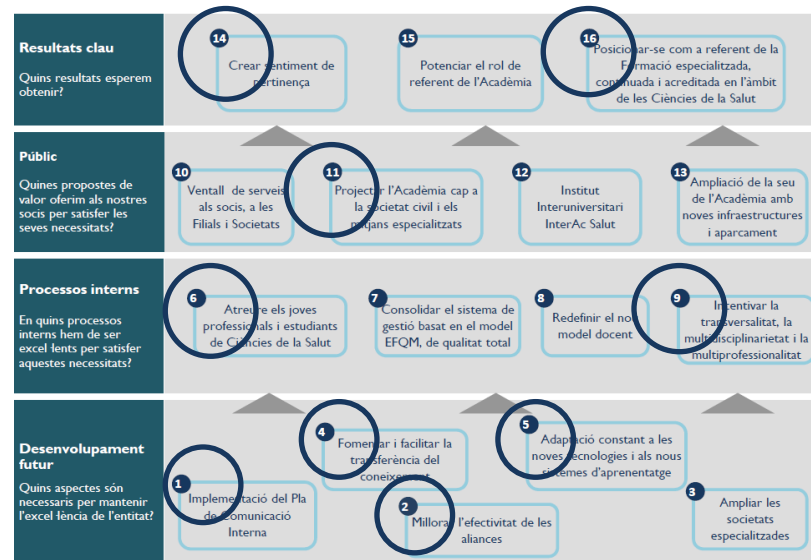 Resultats clau
Quins resultats esperem
obtenir?
14
Crear sentiment de
pertinença
15
Potenciar el rol de
referent de l'Acadèmia
16
Posicionar-se com a referent de la
Formació especialitzada,
continuada i acreditada en l'àmbit
de les Ciències de la Salut
Públic
Quines propostes de
valor oferim als nostres
socis per satisfer les
seves necessitats?
10
Ventall de serveis
als socis, a les
Filials i Societats
11
Projectar l'Acadèmia cap a
la societat civil i els
mitjans especialitzats
12
Institut
Interuniversitari
InterAc Salut
13
Ampliació de la seu
de l'Acadèmia amb
noves infraestructures
i aparcament
Processos interns
En quins processos
interns hem de ser
excel·lents per satisfer
aquestes necessitats?
6
Atreure els joves
professionals i estudiants
de Ciències de la Salut
7
Consolidar el sistema de
gestió basat en el model
EFQM, de qualitat total
8
Redefinir el nou
model docent
9
Incentivar la
transversalitat, la
multidisciplinarietat i la
multiprofessionalitat
Desenvolupament
futur
Quins aspectes són
necessaris per mantenir
l'excel·lència de l'entitat?
4
Fomentar i facilitar la
transferència del
coneixement
5
Adaptació constant a les
noves tecnologies i als nous
sistemes d'aprenentatge
1
Implementació del Pla
de Comunicació
Interna
2
Millorar l'efectivitat de les
aliances
3
Ampliar les
societats
especialitzades